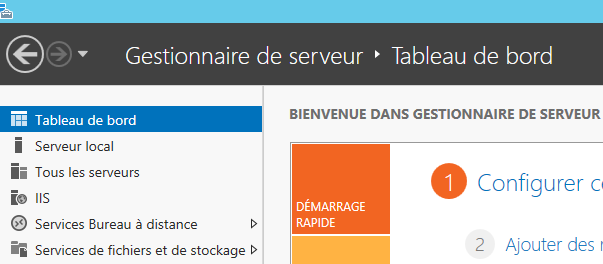 Gestionnaire de serveur ‣ Tableau de bord
Tableau de bord
Serveur local
Tous les serveurs
IIS
Services Bureau à distance
Services de fichiers et de stockage
BIENVENUE DANS GESTIONNAIRE DE SERVEUR
DÉMARRAGE
RAPIDE
1 Configurer
2 Ajouter des